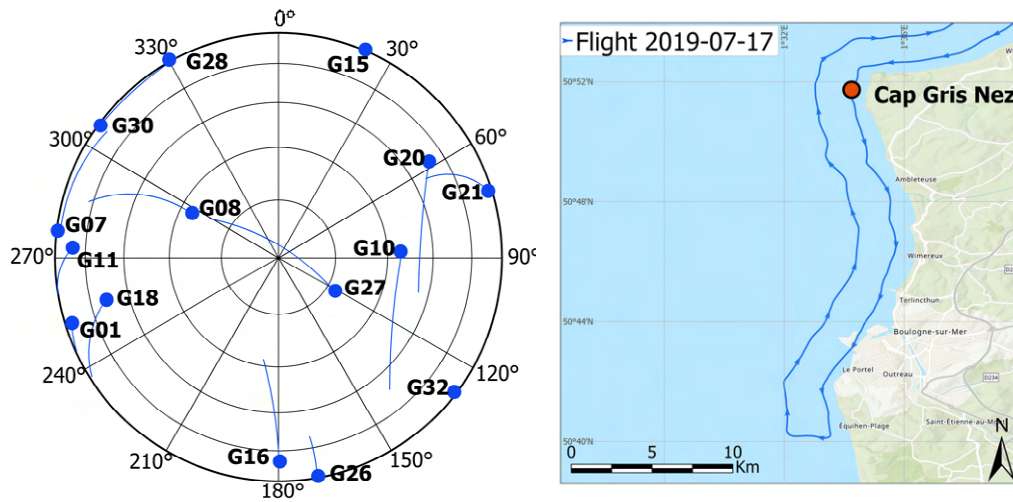 0°
30°
60°
90°
120°
150°
180°
210°
240°
270°
300°
330°
G28
G15
G30
G20
G21
G08
G07
G10
G11
G27
G18
G01
G32
G16
G26
Flight 2019-07-17
1°32'E
50°52'N
Cap Gris Nez
Ambleteuse
50°48'N
Wimereux
Terlincthun
50°44'N
Boulogne-sur-Mer
Le Portel
Outreau
D234
Équihen-Plage
Saint-Étienne-au-Mont
50°40'N
N
0 5 10
Km